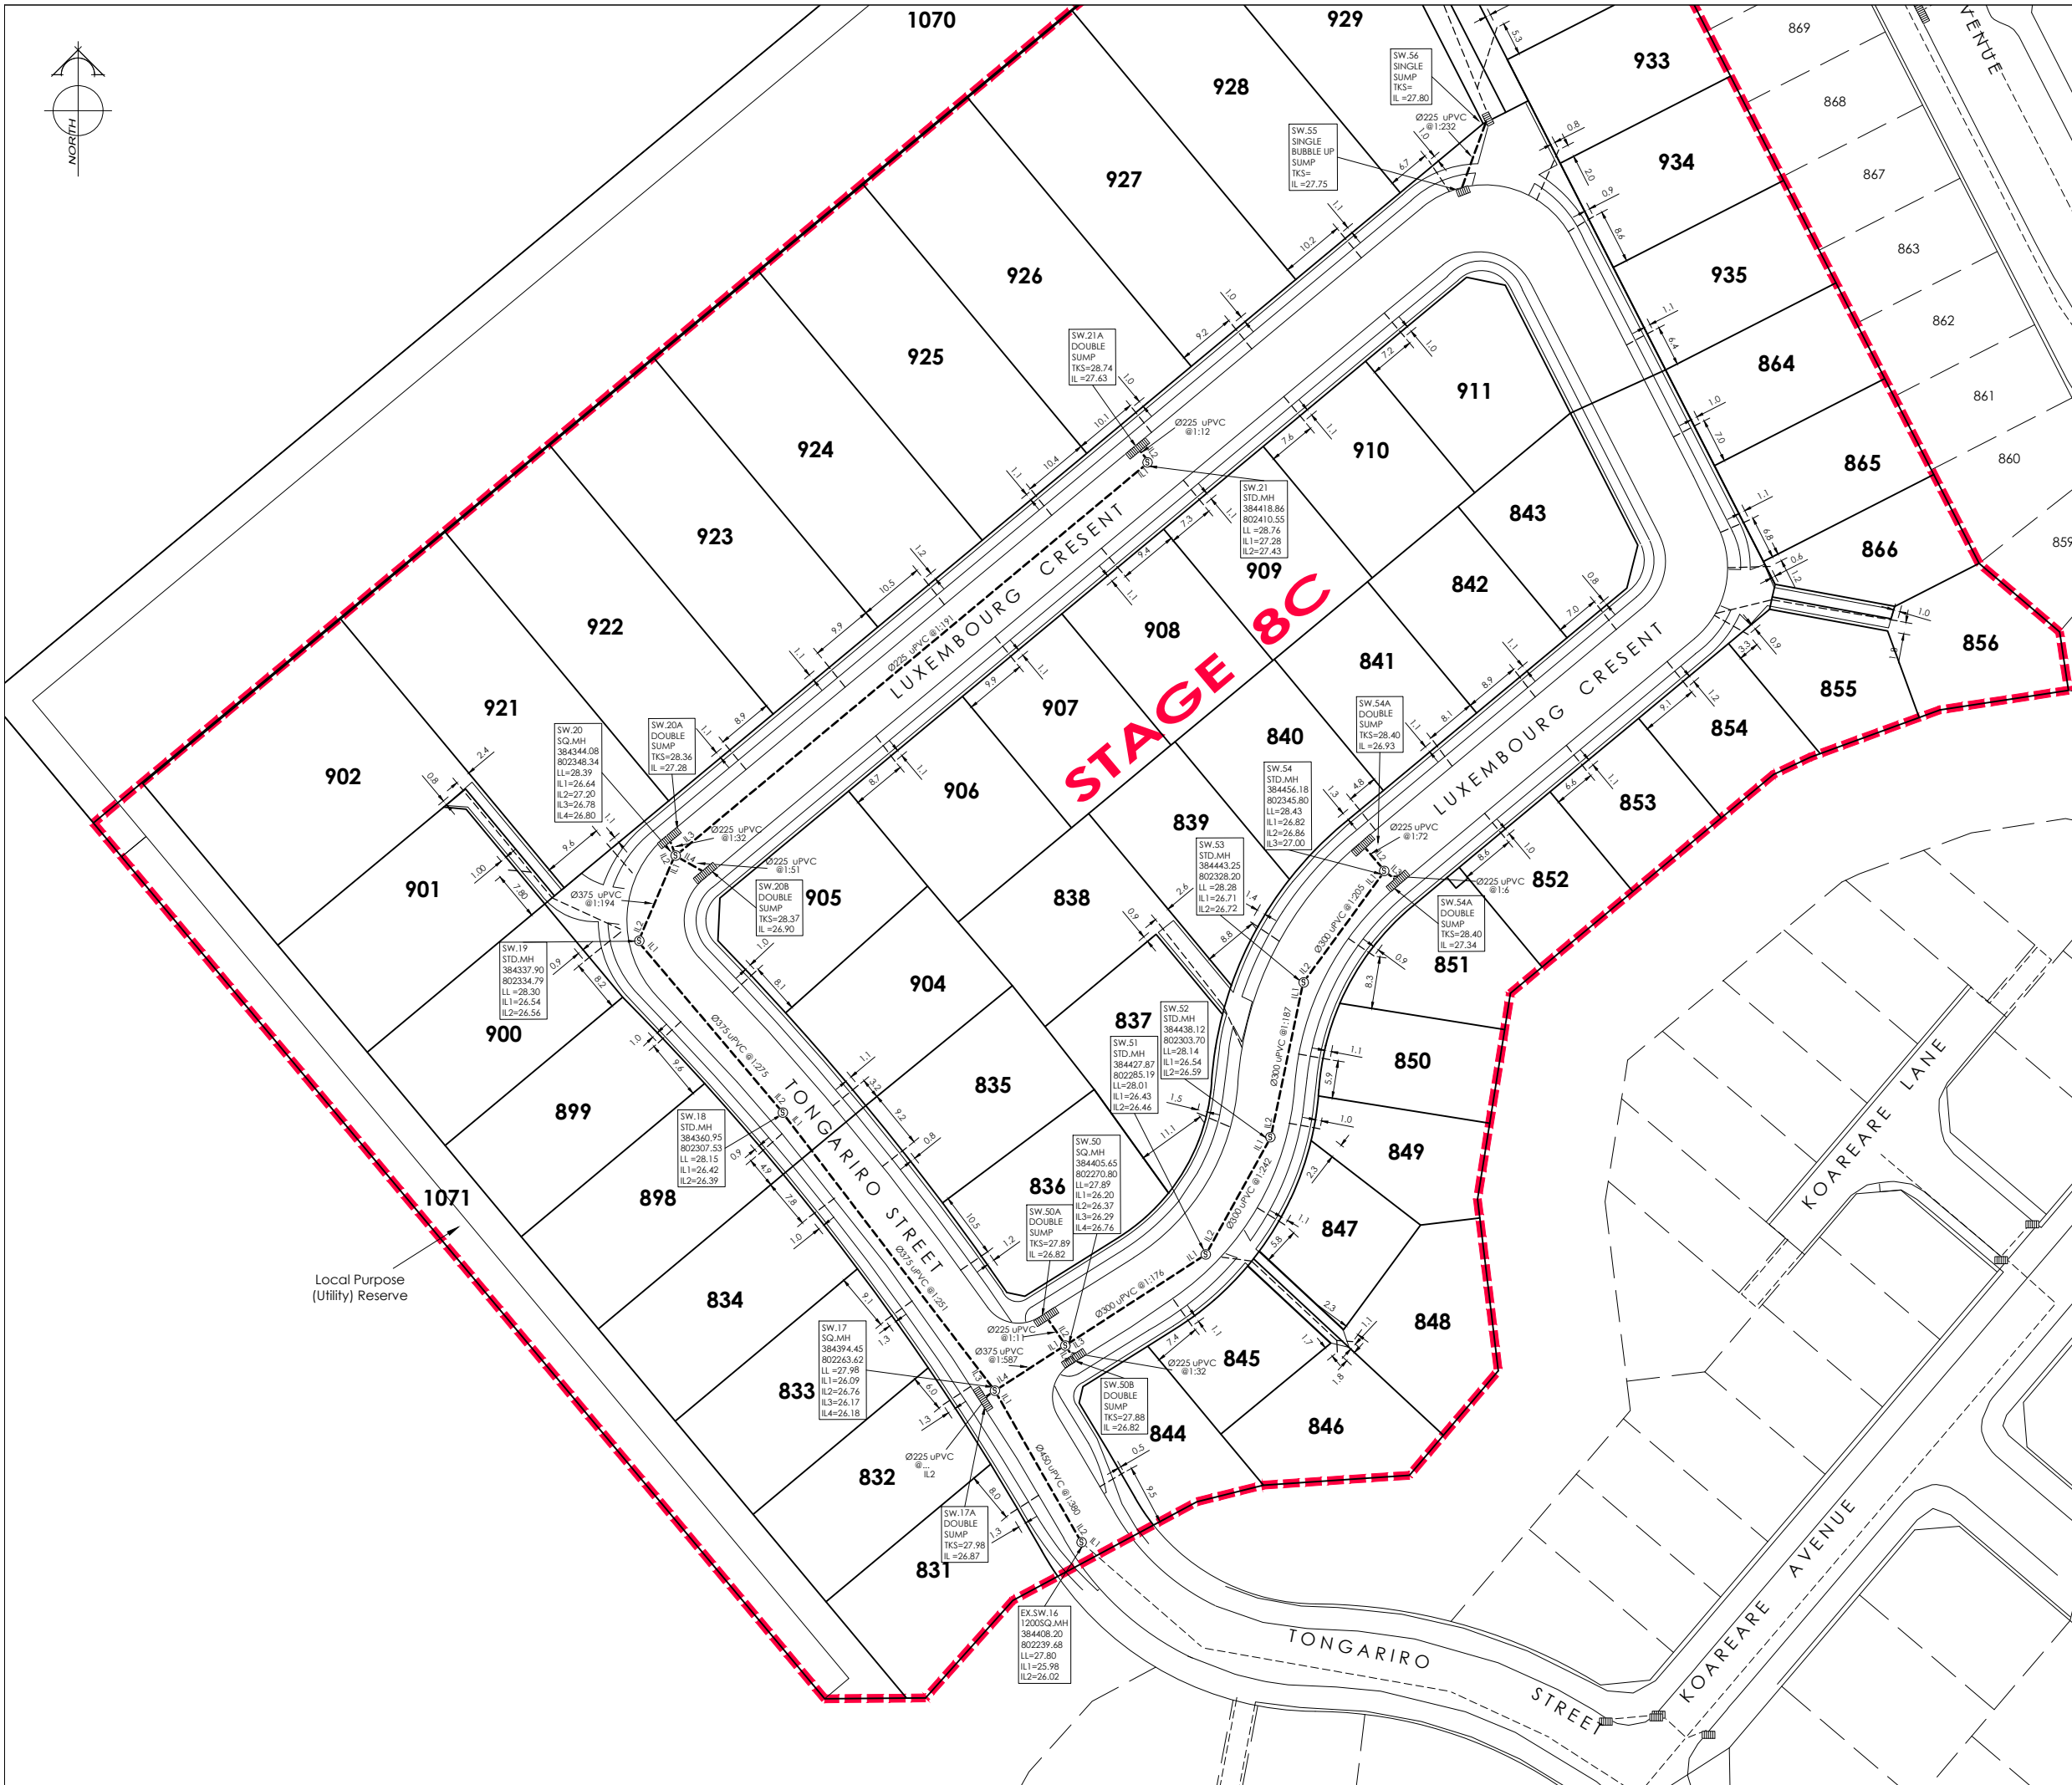 1070
929
928
927
926
925
924
923
922
921
902
901
900
899
898
834
833
832
831
1071
933
934
935
864
865
866
856
855
854
853
852
851
850
849
847
848
845
846
844
911
910
909
908
907
906
905
904
835
836
837
838
839
840
841
842
843
869
868
867
863
862
861
860
859
NORTH
VENUE
STAGE 8C
LUXEMBOURG CRESENT
LUXEMBOURG CRESENT
TONGARIRO STREET
TONGARIRO
STREET
KOAREARE LANE
KOAREARE AVENUE
Local Purpose
(Utility) Reserve
SW.56
SINGLE
SUMP
TKS=
IL =27.80
Ø225 uPVC
@1:232
SW.55
SINGLE
BUBBLE UP
SUMP
TKS=
IL =27.75
SW.21A
DOUBLE
SUMP
TKS=28.74
IL =27.63
Ø225 uPVC
@1:12
SW.21
STD.MH
384418.86
802410.55
LL =28.76
IL1=27.28
IL2=27.43
Ø225 uPVC @1:191
SW.20
SQ.MH
384344.08
802348.34
LL=28.39
IL1=26.64
IL2=27.20
IL3=26.78
IL4=26.80
SW.20A
DOUBLE
SUMP
TKS=28.36
IL =27.28
Ø225 uPVC
@1:32
Ø225 uPVC
@1:51
SW.20B
DOUBLE
SUMP
TKS=28.37
IL =26.90
Ø375 uPVC
@1:194
SW.19
STD.MH
384337.90
802334.79
LL =28.30
IL1=26.54
IL2=26.56
Ø375 uPVC @1:275
SW.18
STD.MH
384360.95
802307.53
LL =28.15
IL1=26.42
IL2=26.39
Ø375 uPVC @1:251
SW.17
SQ.MH
384394.45
802263.62
LL =27.98
IL1=26.09
IL2=26.76
IL3=26.17
IL4=26.18
Ø225 uPVC
@...
IL2
SW.17A
DOUBLE
SUMP
TKS=27.98
IL =26.87
Ø450 uPVC @1:380
EX.SW.16
1200SQ.MH
384408.20
802239.68
LL=27.80
IL1=25.98
IL2=26.02
SW.54A
DOUBLE
SUMP
TKS=28.40
IL =26.93
Ø225 uPVC
@1:72
SW.54
STD.MH
384456.18
802345.80
LL=28.43
IL1=26.82
IL2=26.86
IL3=27.00
Ø225 uPVC
@1:6
SW.54A
DOUBLE
SUMP
TKS=28.40
IL =27.34
Ø300 uPVC @1:205
SW.53
STD.MH
384443.25
802328.20
LL =28.28
IL1=26.71
IL2=26.72
Ø300 uPVC @1:187
SW.52
STD.MH
384438.12
802303.70
LL=28.14
IL1=26.54
IL2=26.59
Ø300 uPVC @1:242
SW.51
STD.MH
384427.87
802285.19
LL=28.01
IL1=26.43
IL2=26.46
Ø300 uPVC @1:176
SW.50
SQ.MH
384405.65
802270.80
LL=27.89
IL1=26.20
IL2=26.37
IL3=26.29
IL4=26.76
SW.50A
DOUBLE
SUMP
TKS=27.89
IL =26.82
Ø225 uPVC
@1:11
Ø375 uPVC
@1:587
Ø225 uPVC
@1:32
SW.50B
DOUBLE
SUMP
TKS=27.88
IL =26.82